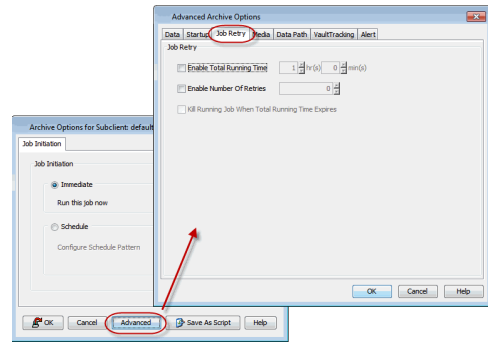 Advanced Archive Options
Data Startup Job Retry Media Data Path VaultTracking Alert
Job Retry
Enable Total Running Time 1 hr(s) 0 min(s)
Enable Number Of Retries 0
Kill Running Job When Total Running Time Expires
OK Cancel Help
Archive Options for Subclient: default
Job Initiation
Job Initiation
Immediate
Run this job now
Schedule
Configure Schedule Pattern
OK Cancel Advanced Save As Script Help